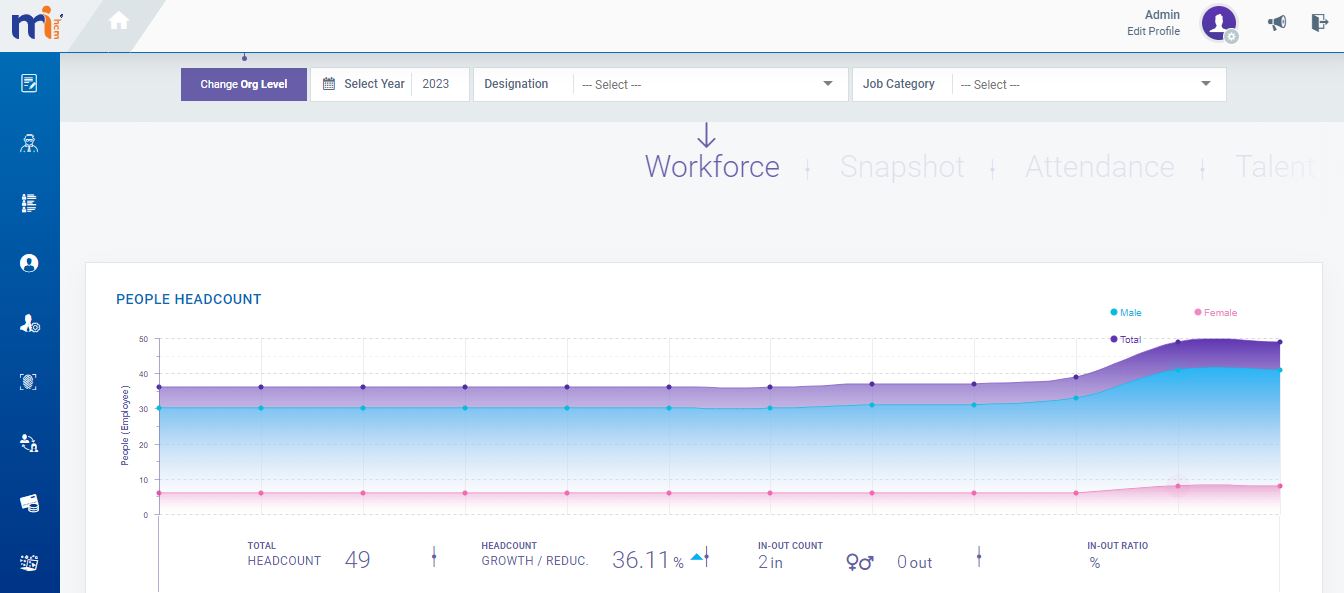 mi hcm
Admin
Edit Profile
Change Org Level
Select Year 2023
Designation --- Select ---
Job Category --- Select ---
Workforce Snapshot Attendance Talent
PEOPLE HEADCOUNT
Male Female
Total
People (Employee)
50
40
30
20
10
0
TOTAL
HEADCOUNT 49
HEADCOUNT
GROWTH / REDUC. 36.11 %
IN-OUT COUNT
2 in 0 out
IN-OUT RATIO
%